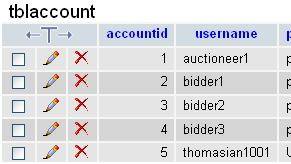 tblaccount
accountid username p
1 auctioneer1 p
2 bidder1 p
3 bidder2 p
4 bidder3 p
5 thomasian1001 U